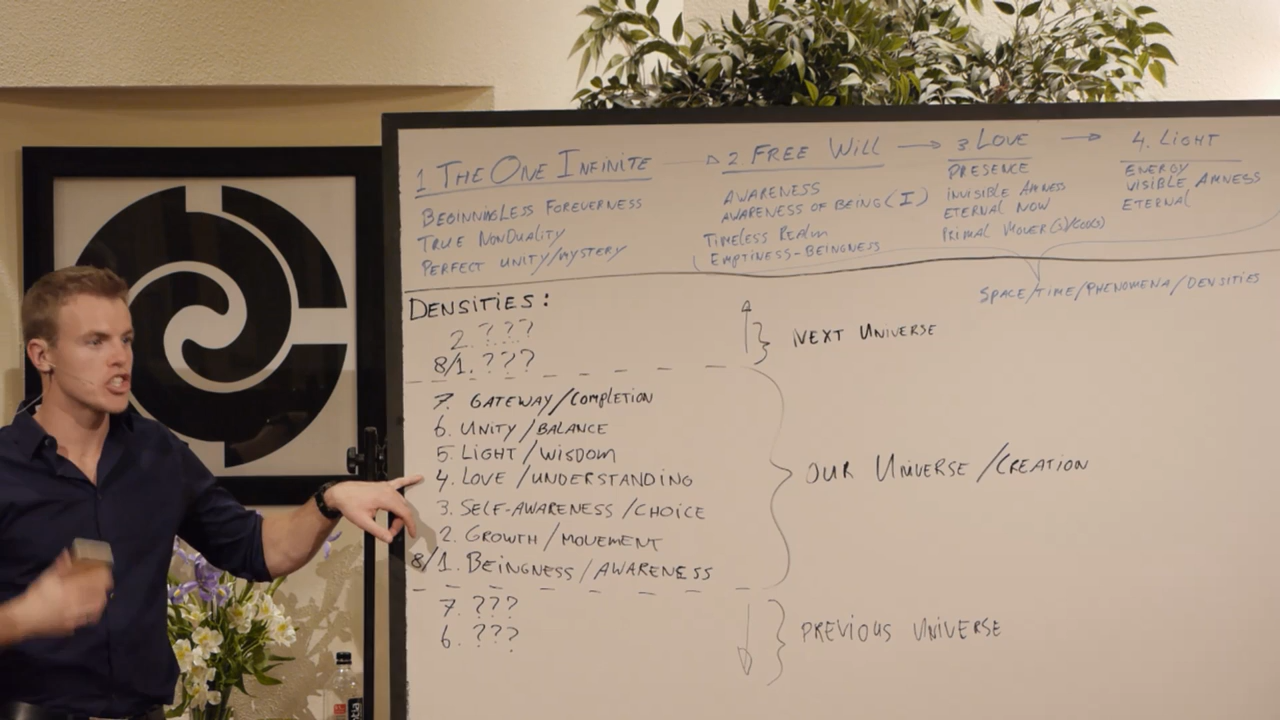 1 THE ONE INFINITE → 2. FREE WILL → 3 LOVE → 4. LIGHT
BEGINNINGLESS FOREVERNESS
TRUE NONDUALITY
PERFECT UNITY/MYSTERY
AWARENESS
AWARENESS OF BEING (I)
TIMELESS REALM
EMPTINESS-BEINGNESS
PRESENCE
INVISIBLE AMNESS
ETERNAL NOW
PRIMAL MOVER(S)/GOD(S)
ENERGY
VISIBLE AMNESS
ETERNAL
SPACE/TIME/PHENOMENA/DENSITIES
DENSITIES:
2. ???
8/1. ???
NEXT UNIVERSE
7. GATEWAY/COMPLETION
6. UNITY/BALANCE
5. LIGHT/WISDOM
4. LOVE/UNDERSTANDING
3. SELF-AWARENESS/CHOICE
2. GROWTH/MOVEMENT
8/1. BEINGNESS/AWARENESS
OUR UNIVERSE/CREATION
7. ???
6. ???
PREVIOUS UNIVERSE